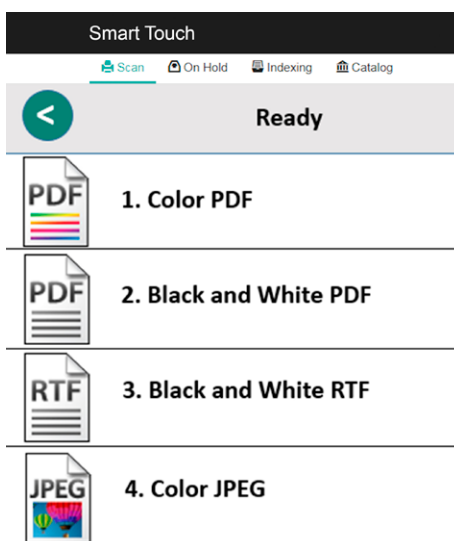 Smart Touch
Scan On Hold Indexing Catalog
< Ready
PDF 1. Color PDF
PDF 2. Black and White PDF
RTF 3. Black and White RTF
JPEG 4. Color JPEG